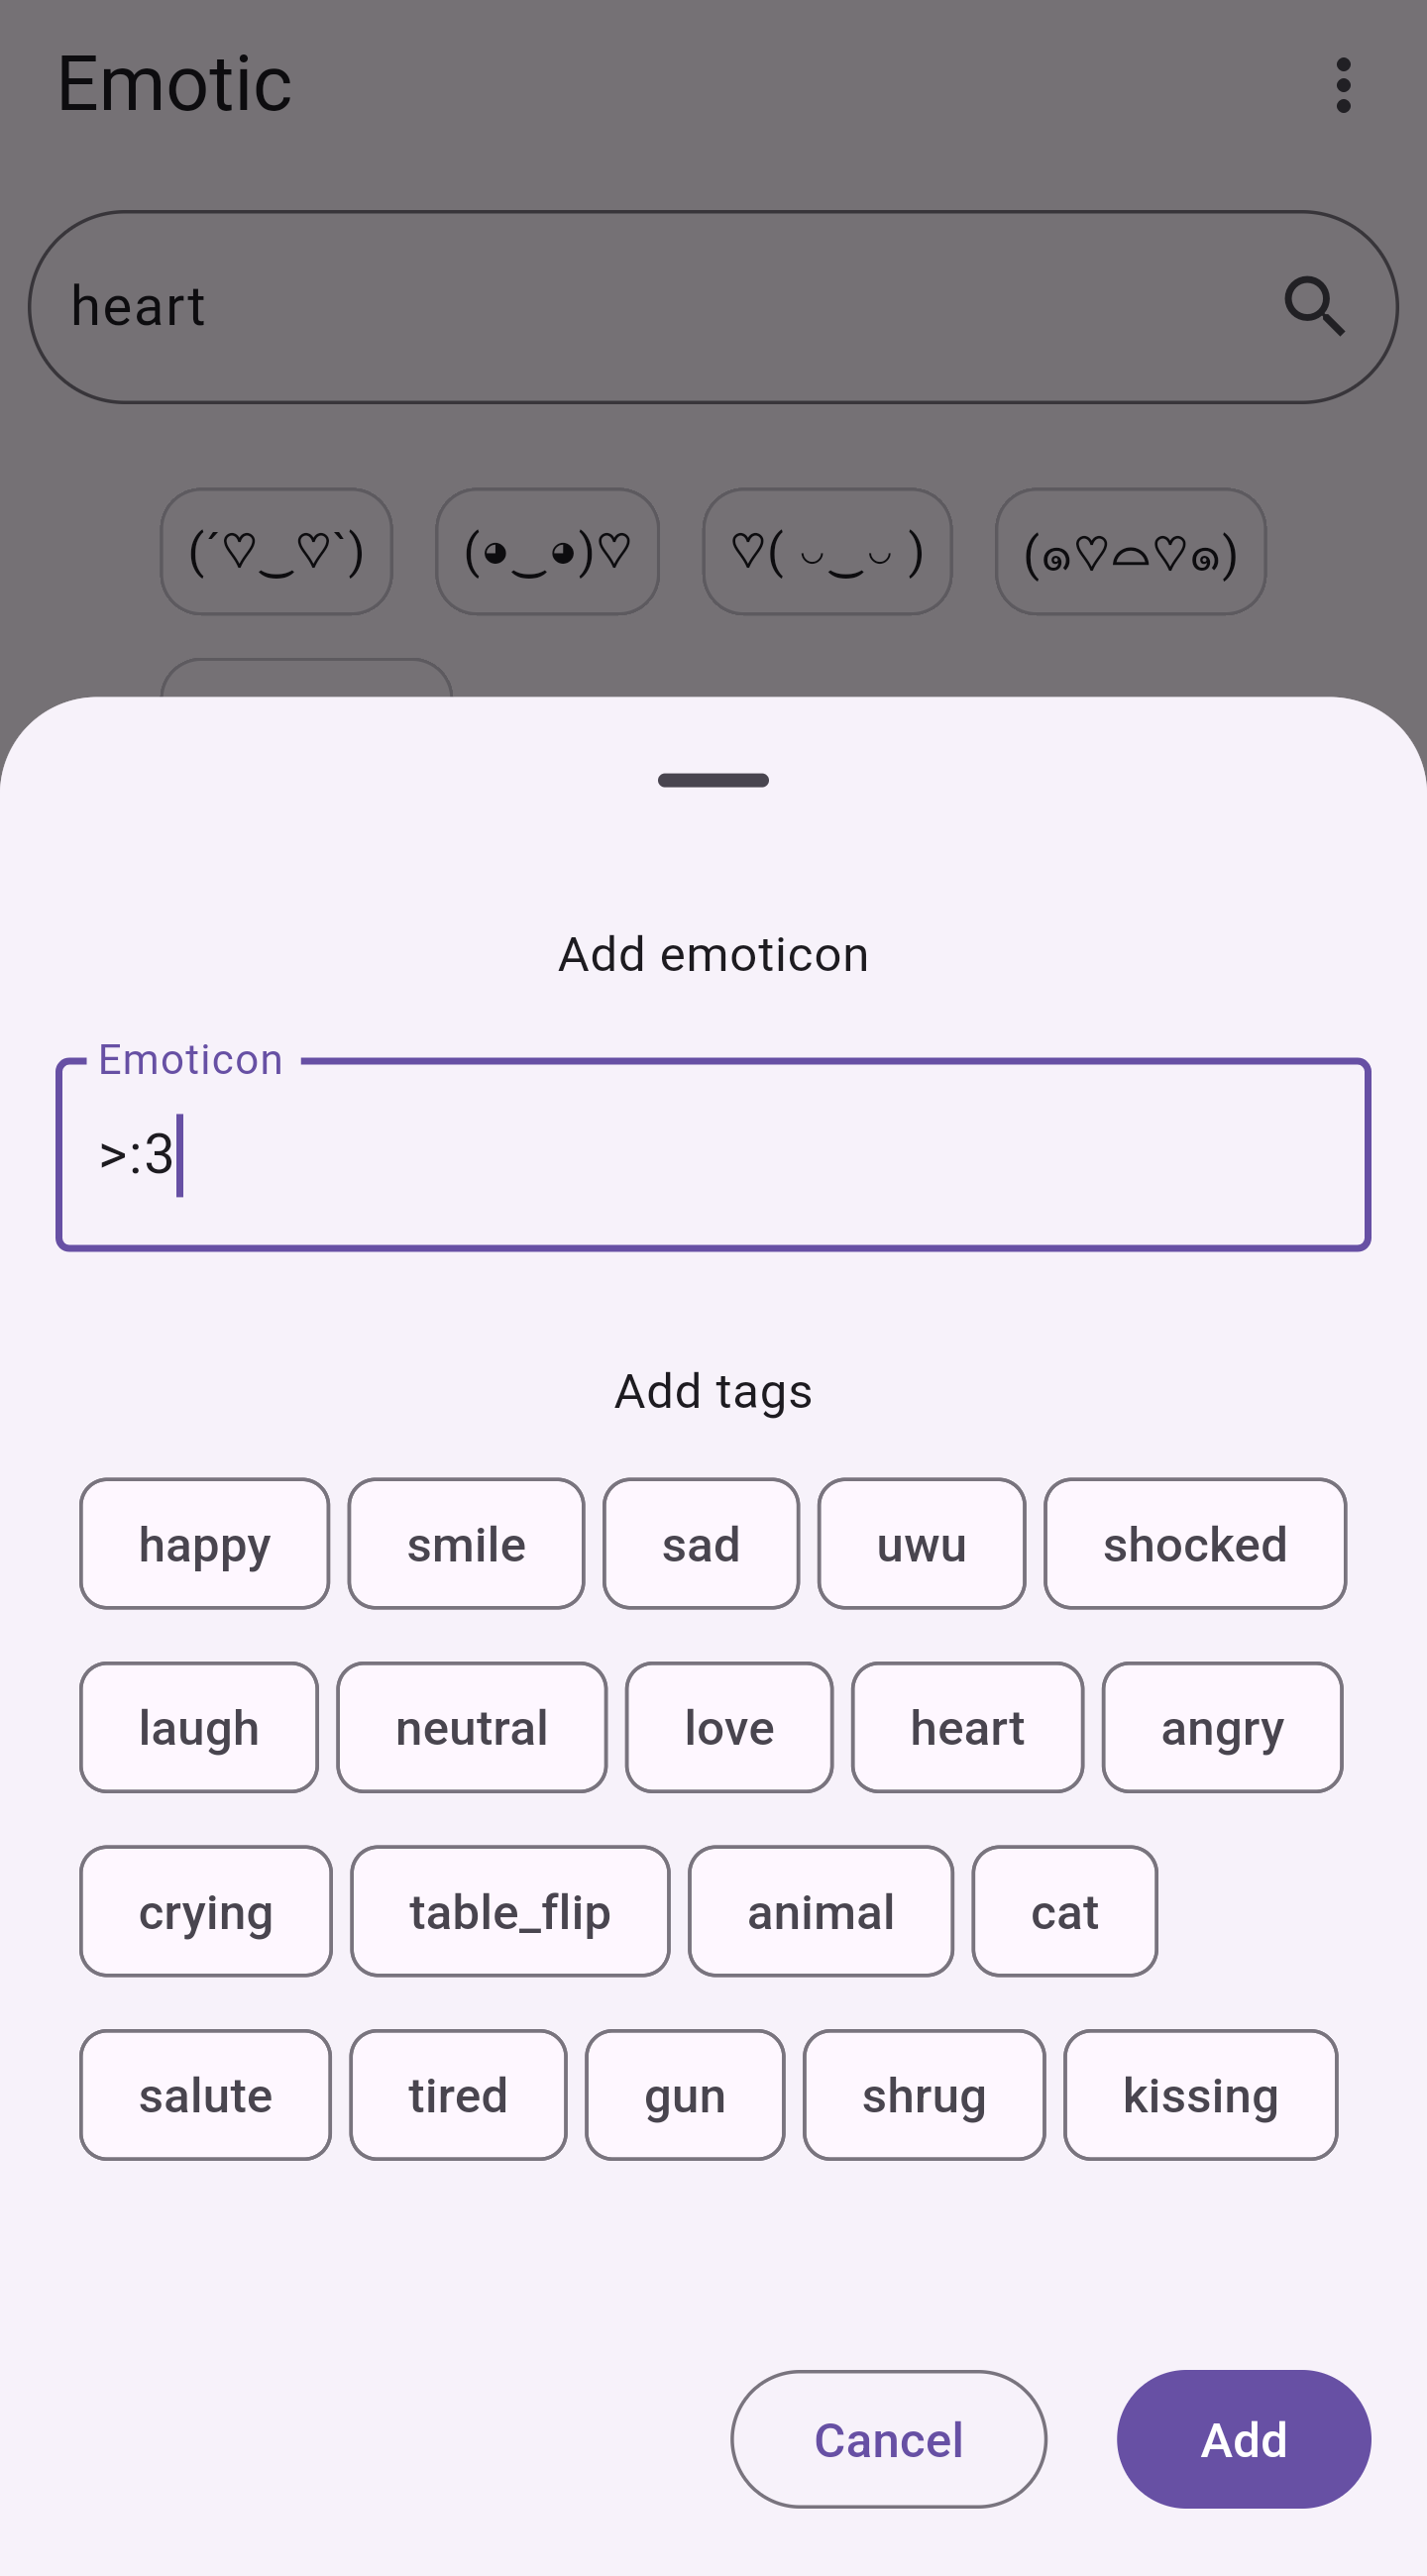 Emotic
heart
(´♡‿♡`) (◕‿◕)♡ ♡( ◡‿◡ ) (๑♡⌓♡๑)
Add emoticon
Emoticon
>:3
Add tags
happy smile sad uwu shocked
laugh neutral love heart angry
crying table_flip animal cat
salute tired gun shrug kissing
Cancel Add